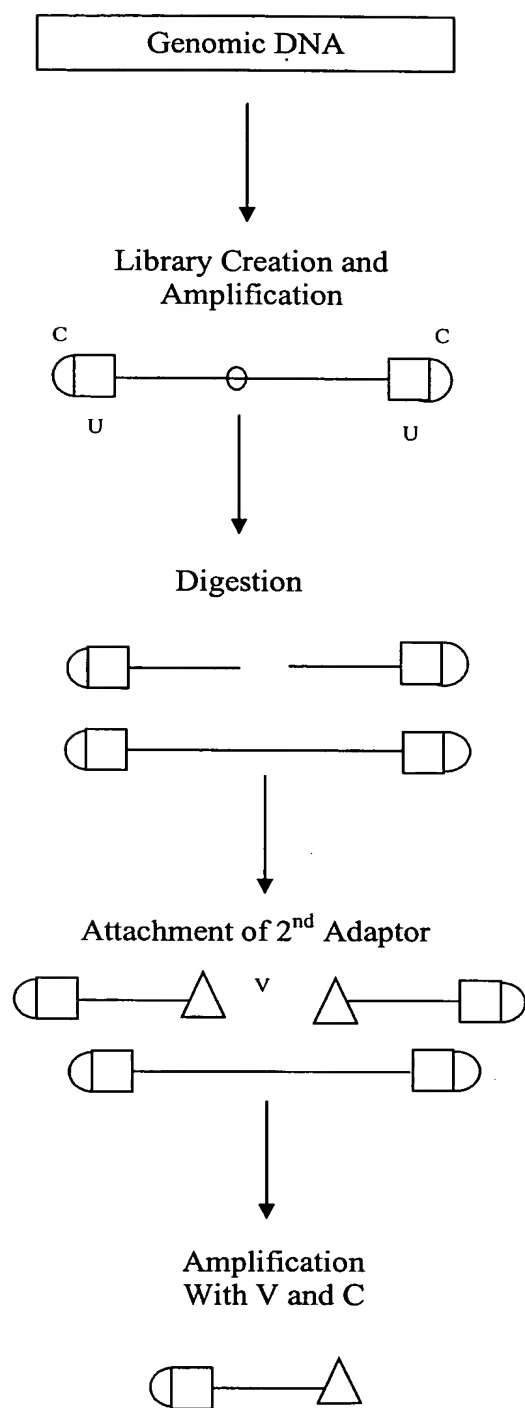 Genomic DNA
Library Creation and
Amplification
C
C
U
U
Digestion
Attachment of 2nd Adaptor
V
Amplification
With V and C